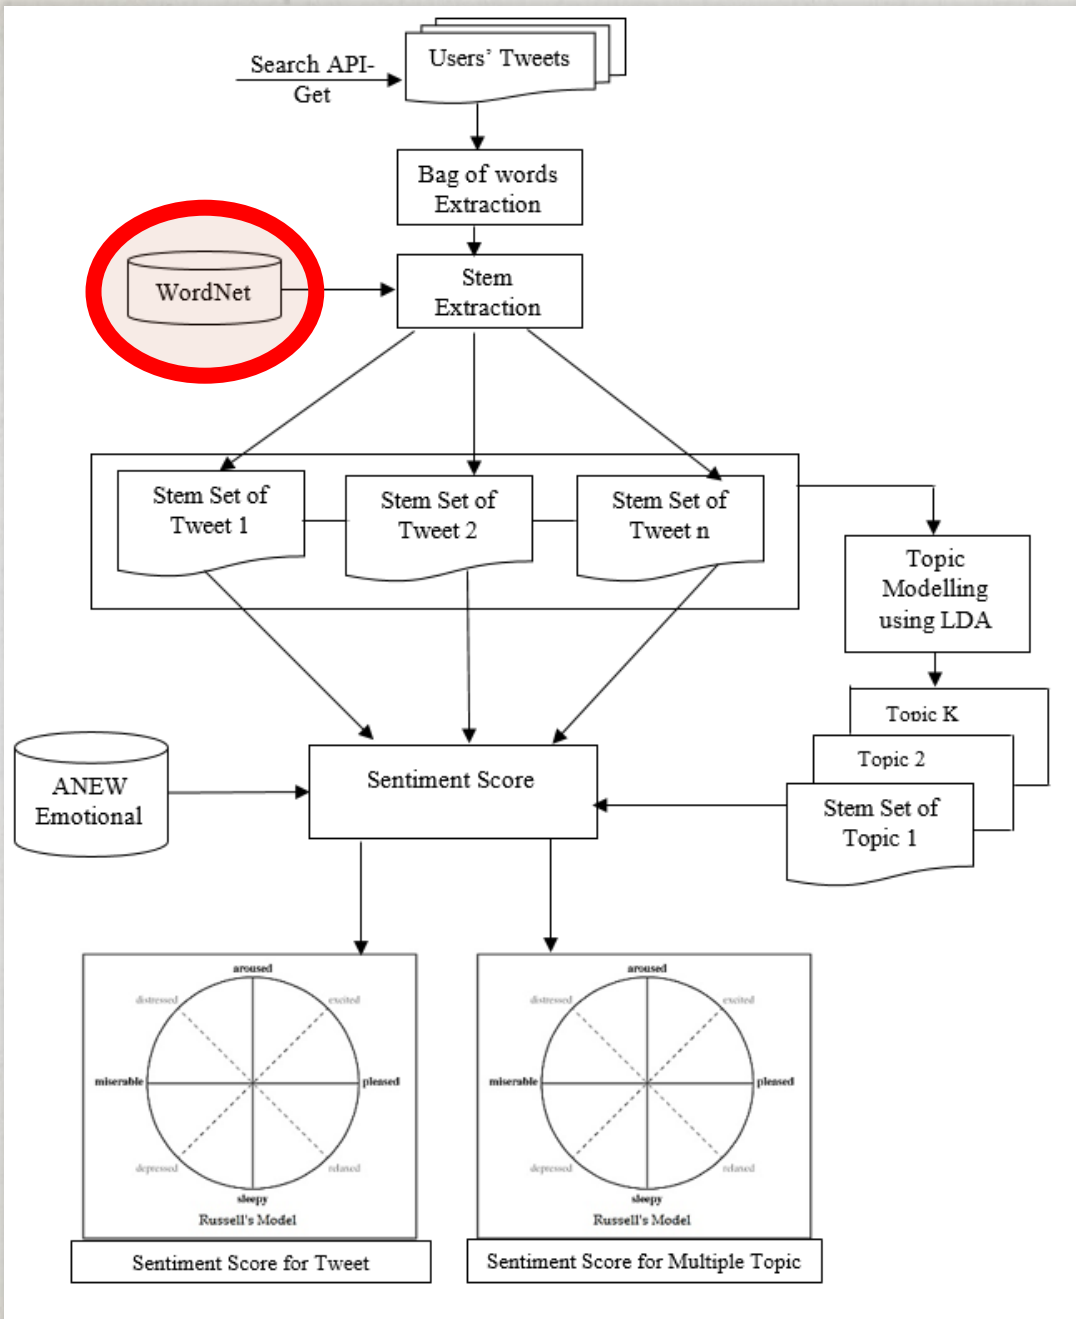 Users’ Tweets
Search API-
Get
Bag of words
Extraction
WordNet
Stem
Extraction
Stem Set of
Tweet 1
Stem Set of
Tweet 2
Stem Set of
Tweet n
Topic
Modelling
using LDA
Topic K
Topic 2
Stem Set of
Topic 1
ANEW
Emotional
Sentiment Score
aroused
distressed
excited
miserable
pleased
depressed
relaxed
sleepy
Russell's Model
Sentiment Score for Tweet
aroused
distressed
excited
miserable
pleased
depressed
relaxed
sleepy
Russell's Model
Sentiment Score for Multiple Topic